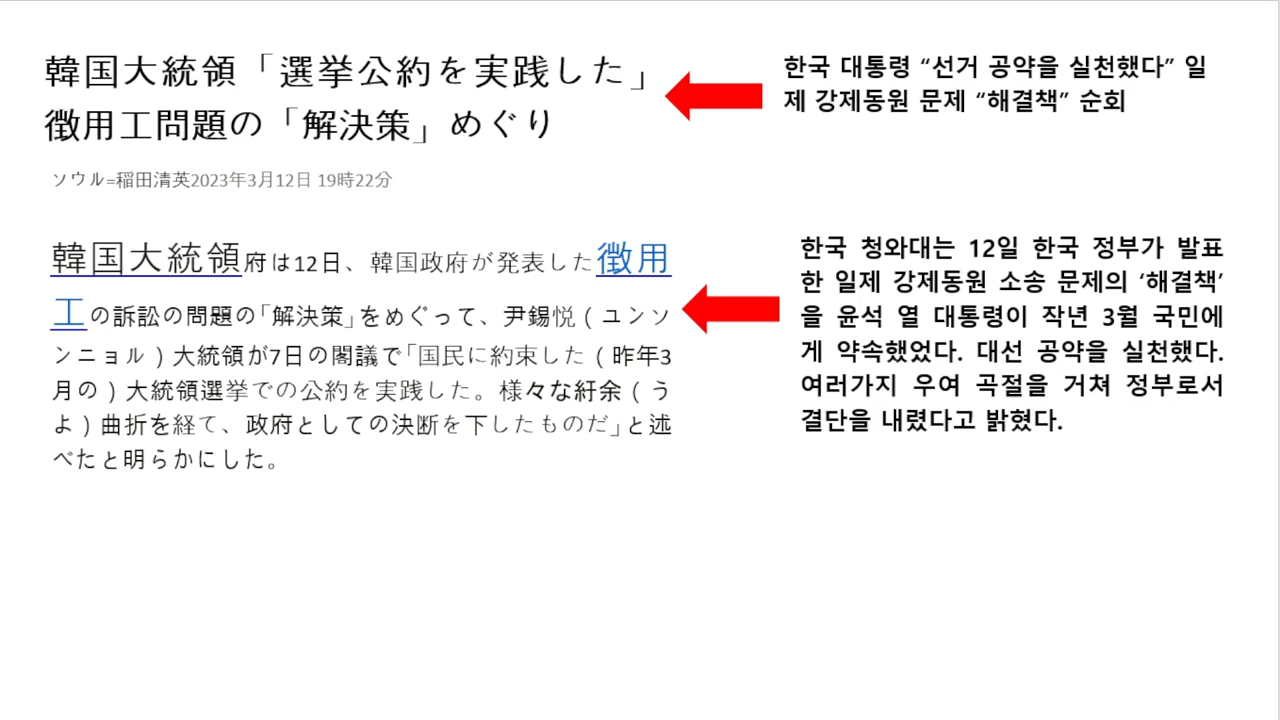 韓国大統領「選挙公約を実践した」
徴用工問題の「解決策」めぐり
ソウル=稲田清英2023年3月12日 19時22分
韓国大統領府は12日、韓国政府が発表した徴用
工の訴訟の問題の「解決策」をめぐって、尹錫悦（ユンソ
ンニョル）大統領が7日の閣議で「国民に約束した（昨年3
月の）大統領選挙での公約を実践した。様々な紆余（う
よ）曲折を経て、政府としての決断を下したものだ」と述
べたと明らかにした。
한국 대통령 “선거 공약을 실천했다” 일
제 강제동원 문제 “해결책” 순회
한국 청와대는 12일 한국 정부가 발표
한 일제 강제동원 소송 문제의 ‘해결책’
을 윤석 열 대통령이 작년 3월 국민에
게 약속했었다. 대선 공약을 실천했다.
여러가지 우여 곡절을 거쳐 정부로서
결단을 내렸다고 밝혔다.